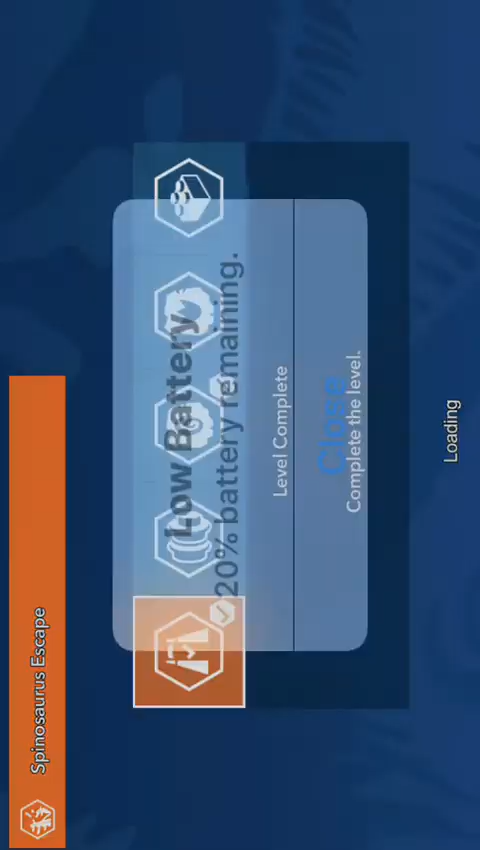 Spinosaurus Escape
Low Battery
20% battery remaining.
Level Complete
Close
Complete the level.
Loading